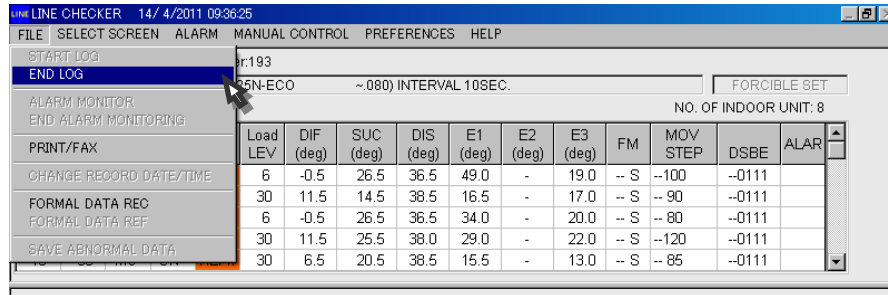 LINE LINE CHECKER 14/ 4/2011 09:36:25
FILE SELECT SCREEN ALARM MANUAL CONTROL PREFERENCES HELP
START LOG
END LOG
ALARM MONITOR
END ALARM MONITORING
PRINT/FAX
CHANGE RECORD DATE/TIME
FORMAL DATA REC
FORMAL DATA REF
SAVE ABNORMAL DATA
r:193
25N-ECO ~.080) INTERVAL 10SEC. FORCIBLE SET
NO. OF INDOOR UNIT: 8
Load LEV DIF (deg) SUC (deg) DIS (deg) E1 (deg) E2 (deg) E3 (deg) FM MOV STEP DSBE ALAR
6 -0.5 26.5 36.5 49.0 - 19.0 -- S --100 --0111
30 11.5 14.5 38.5 16.5 - 17.0 -- S -- 90 --0111
6 -0.5 26.5 36.5 34.0 - 20.0 -- S -- 80 --0111
30 11.5 25.5 38.0 29.0 - 22.0 -- S --120 --0111
30 6.5 20.5 38.5 15.5 - 13.0 -- S -- 85 --0111